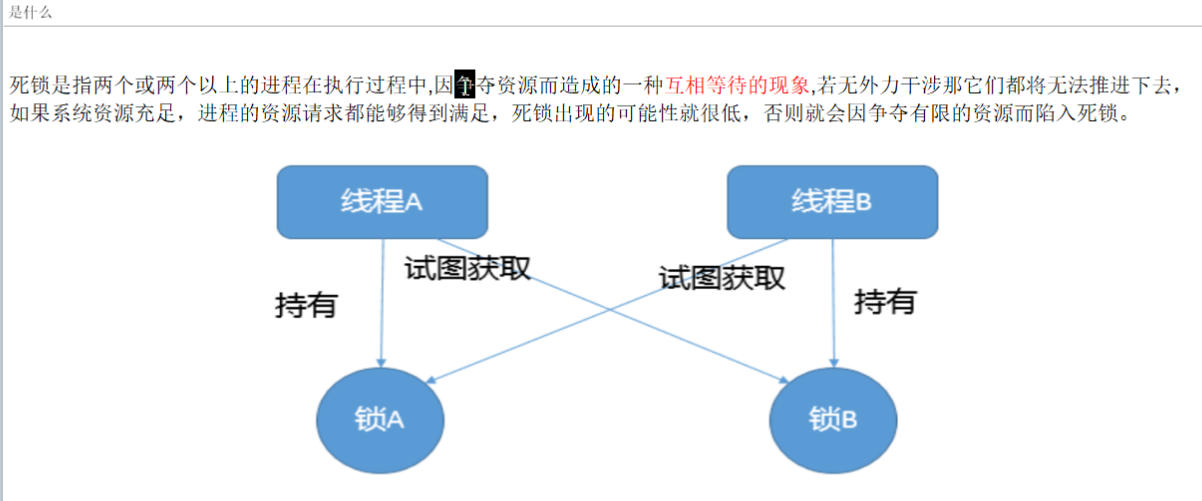 是什么
死锁是指两个或两个以上的进程在执行过程中,因争夺资源而造成的一种互相等待的现象,若无外力干涉那它们都将无法推进下去，
如果系统资源充足，进程的资源请求都能够得到满足，死锁出现的可能性就很低，否则就会因争夺有限的资源而陷入死锁。
线程A
线程B
试图获取
试图获取
持有
持有
锁A
锁B